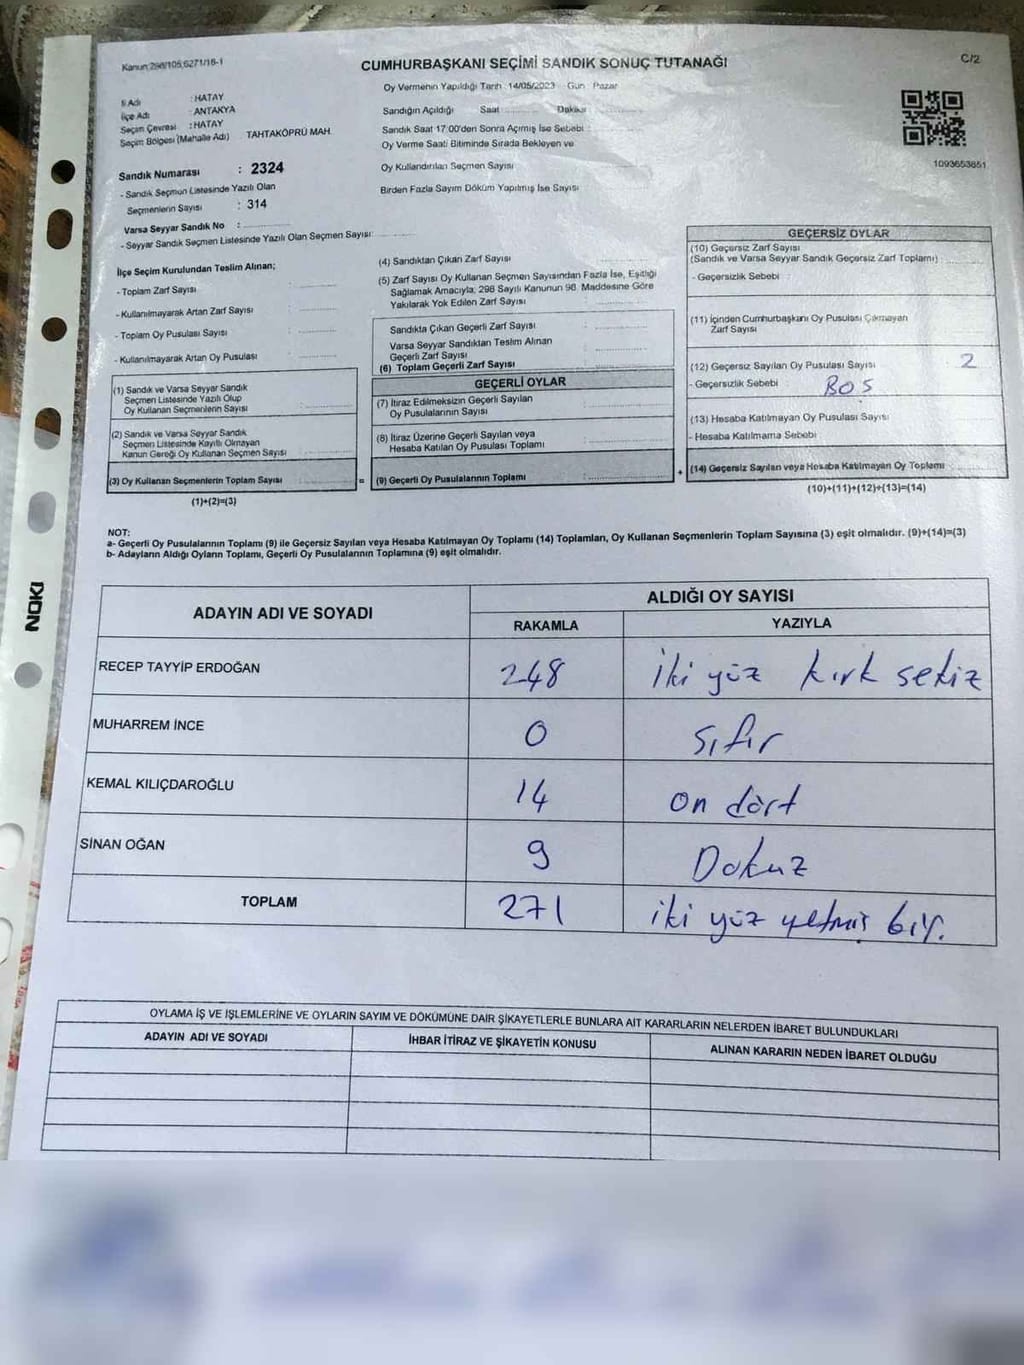 Kanun:298/105,6271/16-1
CUMHURBAŞKANI SEÇİMİ SANDIK SONUÇ TUTANAĞI
C/2
İl Adı : HATAY
İlçe Adı : ANTAKYA
Seçim Çevresi : HATAY
Seçim Bölgesi (Mahalle Adı) TAHTAKÖPRÜ MAH.
Oy Vermenin Yapıldığı Tarih : 14/05/2023 Gün : Pazar
Sandığın Açıldığı Saat Dakika
Sandık Saat 17.00'den Sonra Açılmış İse Sebebi :
Oy Verme Saati Bitiminde Sırada Bekleyen ve
Oy Kullandırılan Seçmen Sayısı
Birden Fazla Sayım Döküm Yapılmış İse Sayısı
1093653851
Sandık Numarası : 2324
- Sandık Seçmen Listesinde Yazılı Olan
Seçmenlerin Sayısı : 314
Varsa Seyyar Sandık No :
- Seyyar Sandık Seçmen Listesinde Yazılı Olan Seçmen Sayısı:
İlçe Seçim Kurulundan Teslim Alınan;
- Toplam Zarf Sayısı :
- Kullanılmayarak Artan Zarf Sayısı :
- Toplam Oy Pusulası Sayısı :
- Kullanılmayarak Artan Oy Pusulası :
(1) Sandık ve Varsa Seyyar Sandık
Seçmen Listesinde Yazılı Olup
Oy Kullanan Seçmenlerin Sayısı :
(2) Sandık ve Varsa Seyyar Sandık
Seçmen Listesinde Kayıtlı Olmayan
Kanun Gereği Oy Kullanan Seçmen Sayısı :
(3) Oy Kullanan Seçmenlerin Toplam Sayısı :
(1)+(2)=(3)
(4) Sandıktan Çıkan Zarf Sayısı :
(5) Zarf Sayısı Oy Kullanan Seçmen Sayısından Fazla İse, Eşitliği
Sağlamak Amacıyla; 298 Sayılı Kanunun 98. Maddesine Göre
Yakılarak Yok Edilen Zarf Sayısı :
Sandıkta Çıkan Geçerli Zarf Sayısı :
Varsa Seyyar Sandıktan Teslim Alınan
Geçerli Zarf Sayısı :
(6) Toplam Geçerli Zarf Sayısı :
GEÇERLİ OYLAR
(7) İtiraz Edilmeksizin Geçerli Sayılan
Oy Pusulalarının Sayısı :
(8) İtiraz Üzerine Geçerli Sayılan veya
Hesaba Katılan Oy Pusulası Toplamı :
= (9) Geçerli Oy Pusulalarının Toplamı : +
GEÇERSİZ OYLAR
(10) Geçersiz Zarf Sayısı
(Sandık ve Varsa Seyyar Sandık Geçersiz Zarf Toplamı)
- Geçersizlik Sebebi :
(11) İçinden Cumhurbaşkanı Oy Pusulası Çıkmayan
Zarf Sayısı
(12) Geçersiz Sayılan Oy Pusulası Sayısı 2
- Geçersizlik Sebebi : BOŞ
(13) Hesaba Katılmayan Oy Pusulası Sayısı
- Hesaba Katılmama Sebebi
(14) Geçersiz Sayılan veya Hesaba Katılmayan Oy Toplamı
(10)+(11)+(12)+(13)=(14)
NOT:
a- Geçerli Oy Pusulalarının Toplamı (9) ile Geçersiz Sayılan veya Hesaba Katılmayan Oy Toplamı (14) Toplamları, Oy Kullanan Seçmenlerin Toplam Sayısına (3) eşit olmalıdır. (9)+(14)=(3)
b- Adayların Aldığı Oyların Toplamı, Geçerli Oy Pusulalarının Toplamına (9) eşit olmalıdır.
NOKI
ADAYIN ADI VE SOYADI ALDIĞI OY SAYISI
RAKAMLA YAZIYLA
RECEP TAYYİP ERDOĞAN 248 iki yüz kırk sekiz
MUHARREM İNCE 0 sıfır
KEMAL KILIÇDAROĞLU 14 on dört
SİNAN OĞAN 9 Dokuz
TOPLAM 271 iki yüz yetmiş bir.
OYLAMA İŞ VE İŞLEMLERİNE VE OYLARIN SAYIM VE DÖKÜMÜNE DAİR ŞİKAYETLERLE BUNLARA AİT KARARLARIN NELERDEN İBARET BULUNDUKLARI
ADAYIN ADI VE SOYADI İHBAR İTİRAZ VE ŞİKAYETİN KONUSU ALINAN KARARIN NEDEN İBARET OLDUĞU